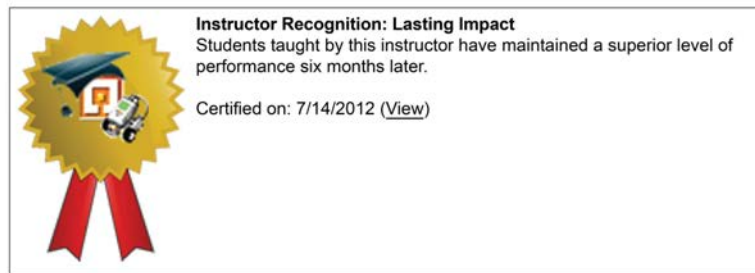 Instructor Recognition: Lasting Impact
Students taught by this instructor have maintained a superior level of
performance six months later.
Certified on: 7/14/2012 (View)